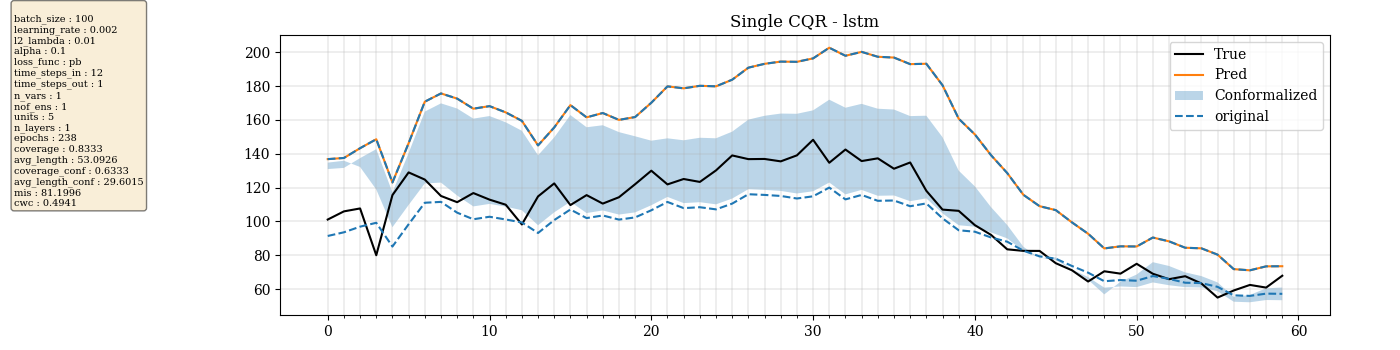 batch_size : 100
learning_rate : 0.002
l2_lambda : 0.01
alpha : 0.1
loss_func : pb
time_steps_in : 12
time_steps_out : 1
n_vars : 1
nof_ens : 1
units : 5
n_layers : 1
epochs : 238
coverage : 0.8333
avg_length : 53.0926
coverage_conf : 0.6333
avg_length_conf : 29.6015
mis : 81.1996
cwc : 0.4941
Single CQR - lstm
200
180
160
140
120
100
80
60
True
Pred
Conformalized
original
0 10 20 30 40 50 60